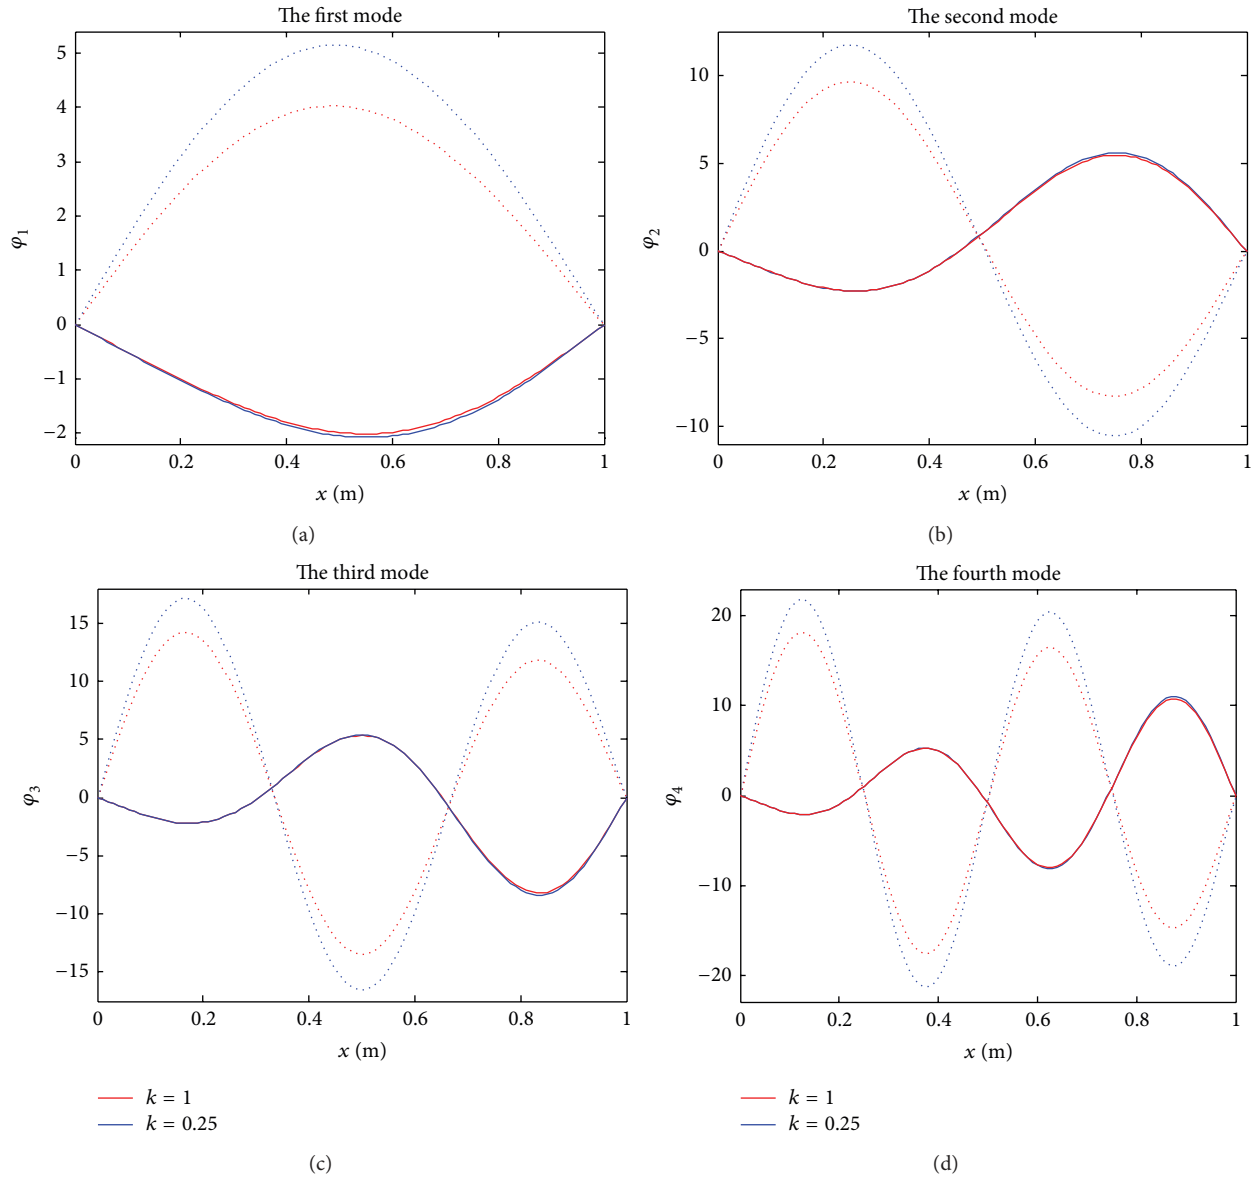 The first mode
5
4
3
2
1
0
−1
−2
φ1
0 0.2 0.4 0.6 0.8 1
x (m)
(a)
The second mode
10
5
0
−5
−10
φ2
0 0.2 0.4 0.6 0.8 1
x (m)
(b)
The third mode
15
10
5
0
−5
−10
−15
φ3
0 0.2 0.4 0.6 0.8 1
x (m)
k = 1
k = 0.25
(c)
The fourth mode
20
10
0
−10
−20
φ4
0 0.2 0.4 0.6 0.8 1
x (m)
k = 1
k = 0.25
(d)